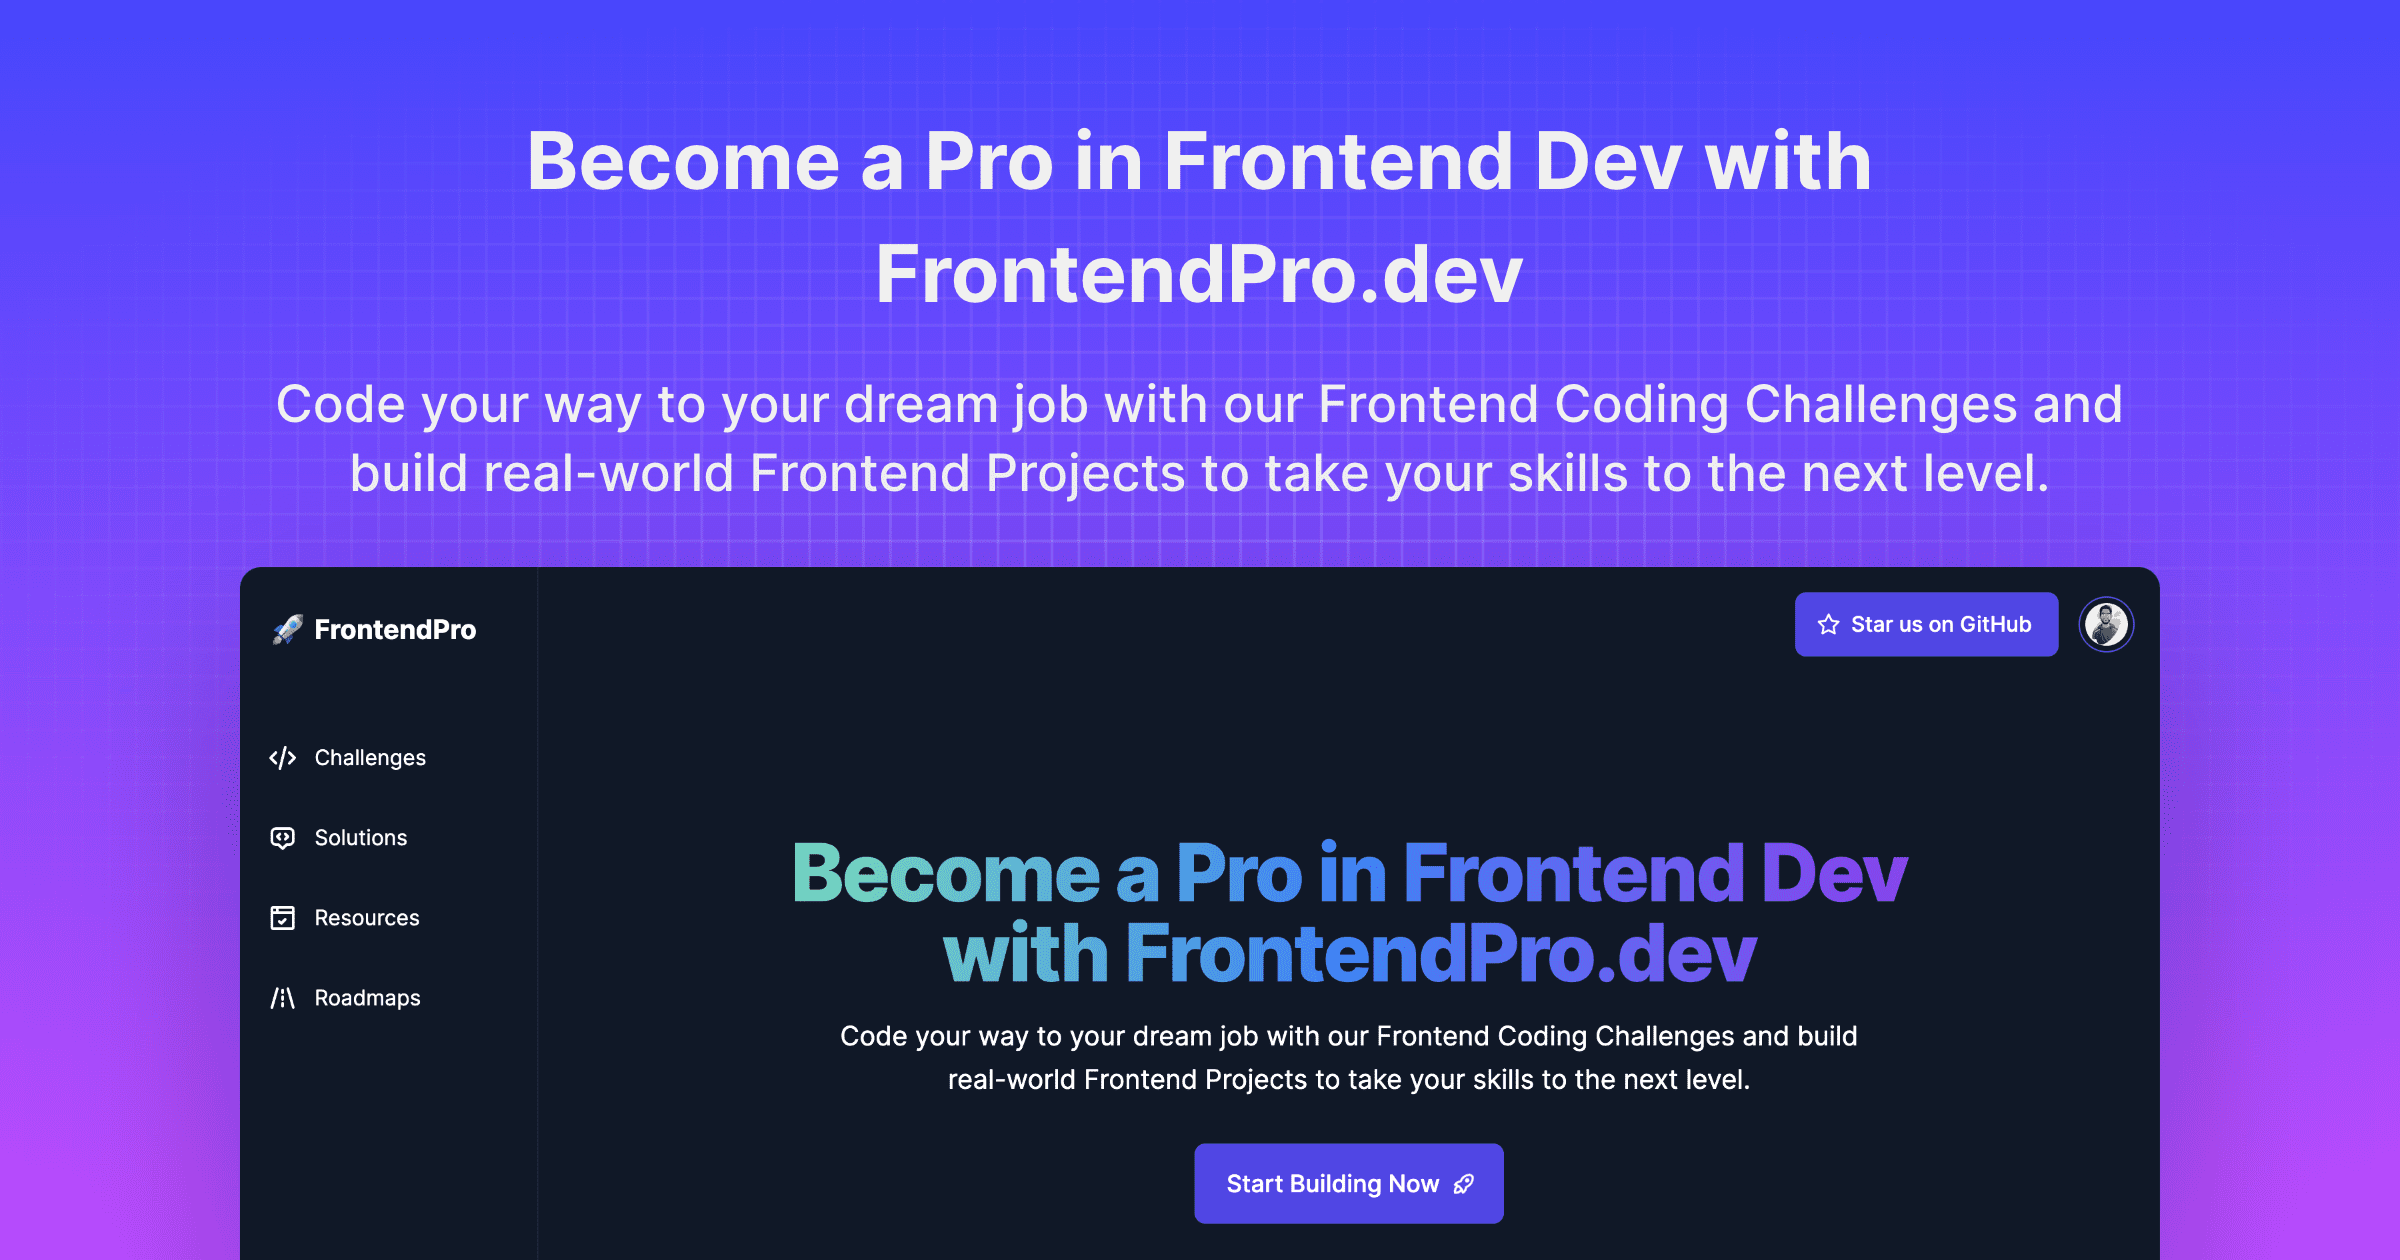 Become a Pro in Frontend Dev with
FrontendPro.dev
Code your way to your dream job with our Frontend Coding Challenges and
build real-world Frontend Projects to take your skills to the next level.
FrontendPro
Star us on GitHub
Challenges
Solutions
Resources
Roadmaps
Become a Pro in Frontend Dev
with FrontendPro.dev
Code your way to your dream job with our Frontend Coding Challenges and build
real-world Frontend Projects to take your skills to the next level.
Start Building Now